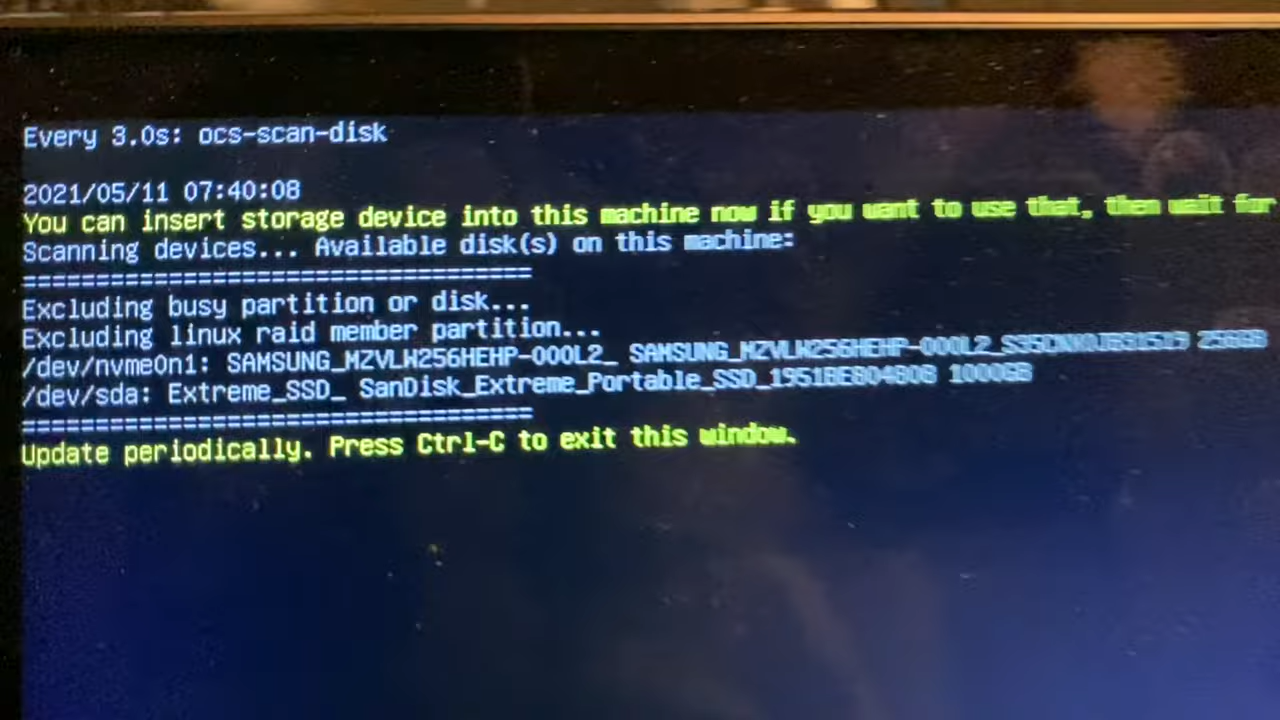 Every 3.0s: ocs-scan-disk
2021/05/11 07:40:08
You can insert storage device into this machine now if you want to use that, then wait for
Scanning devices... Available disk(s) on this machine:
===================================
Excluding busy partition or disk...
Excluding linux raid member partition...
/dev/nvme0n1: SAMSUNG_MZVLW256HEHP-000L2_ SAMSUNG_MZVLW256HEHP-000L2_ 256GB
/dev/sda: Extreme_SSD_ SanDisk_Extreme_Portable_SSD_1951BE804808 1000GB
===================================
Update periodically. Press Ctrl-C to exit this window.